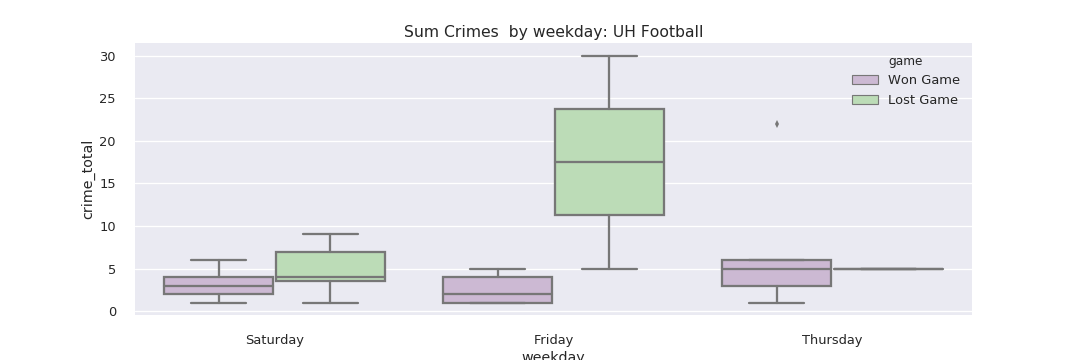 Sum Crimes  by weekday: UH Football
30
25
20
15
10
5
0
crime_total
game
Won Game
Lost Game
Saturday
Friday
Thursday
weekday